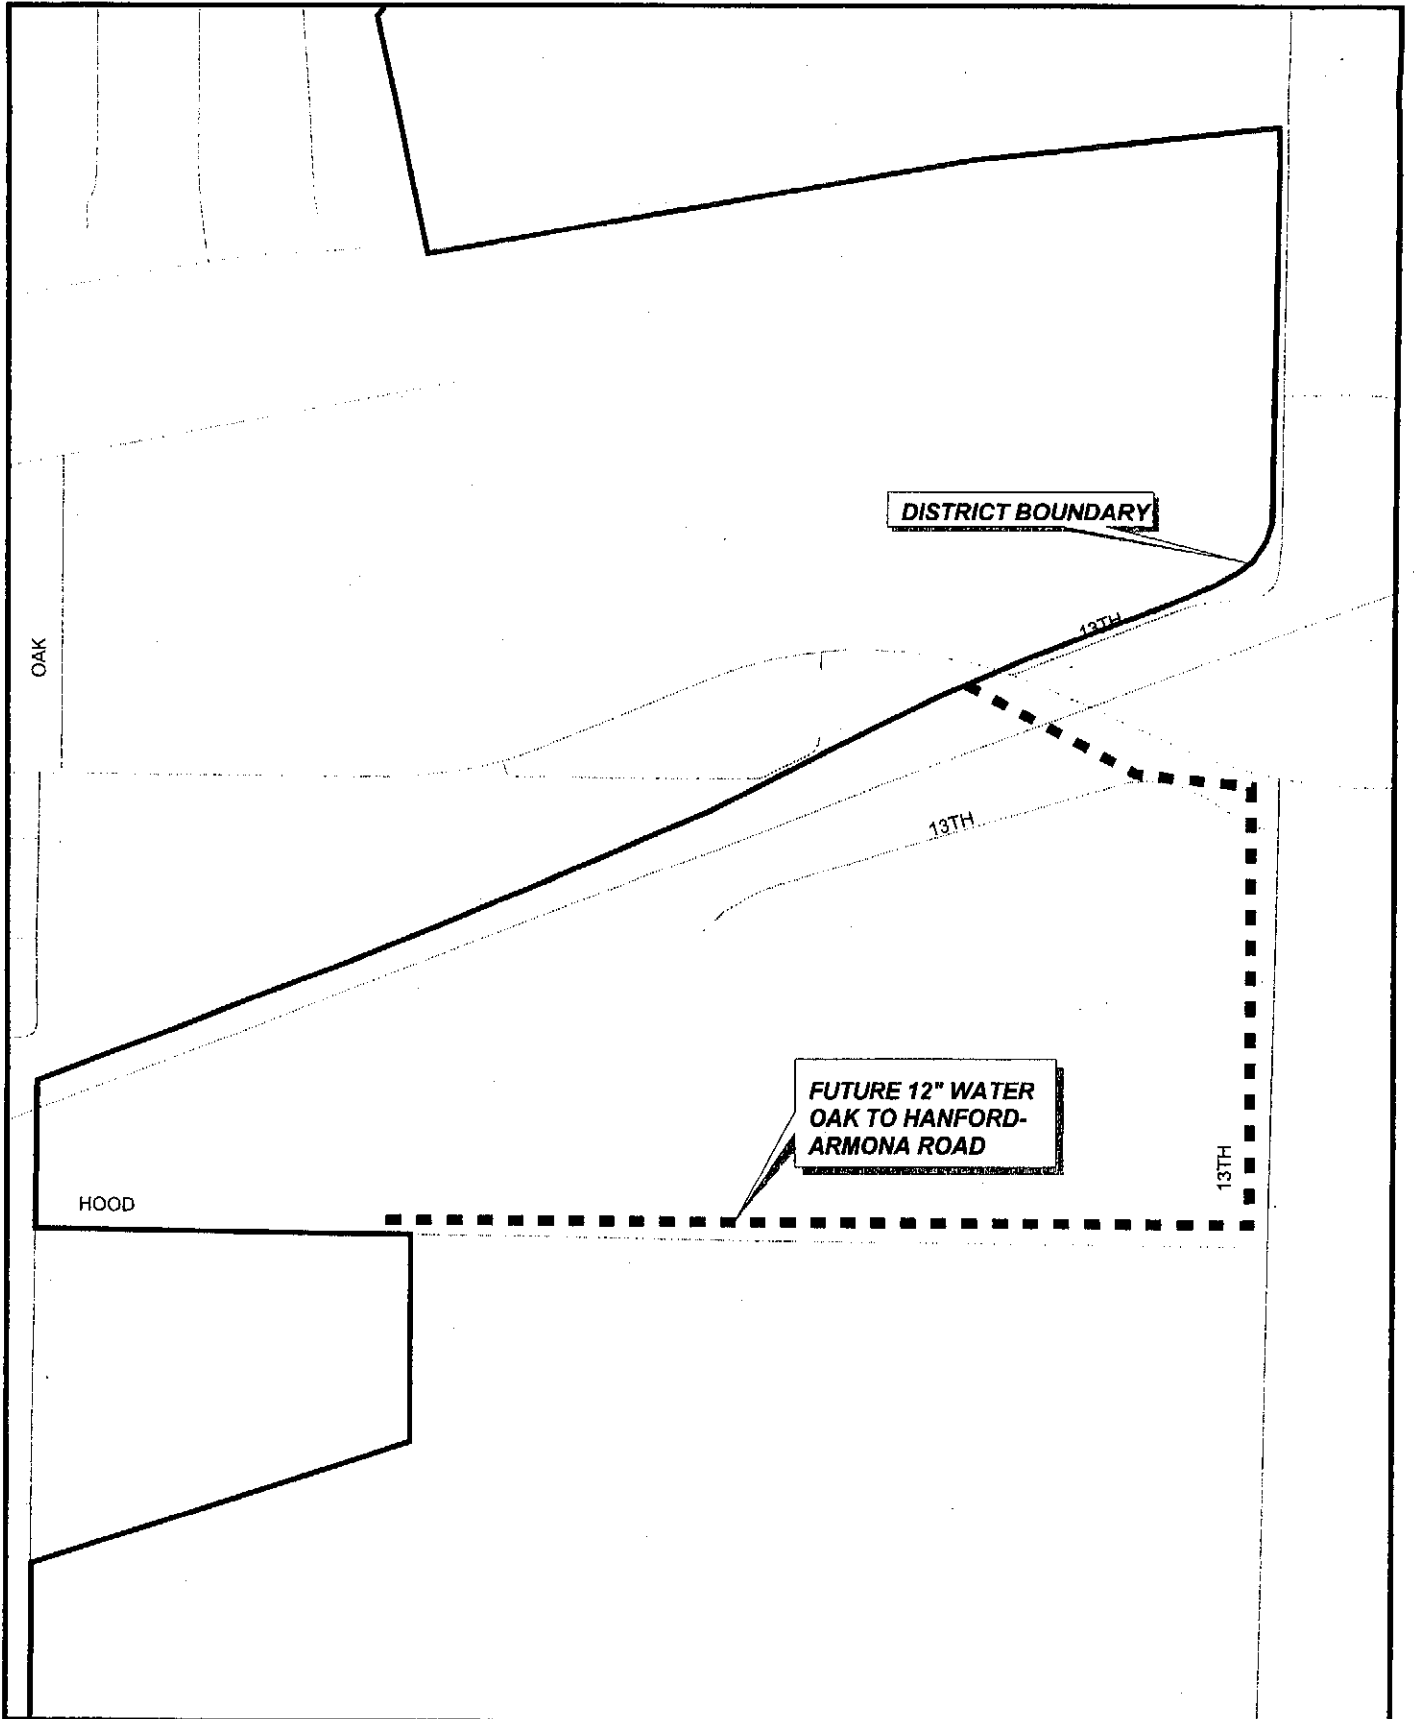 DISTRICT BOUNDARY
OAK
13TH
13TH
FUTURE 12" WATER
OAK TO HANFORD-
ARMONA ROAD
13TH
HOOD